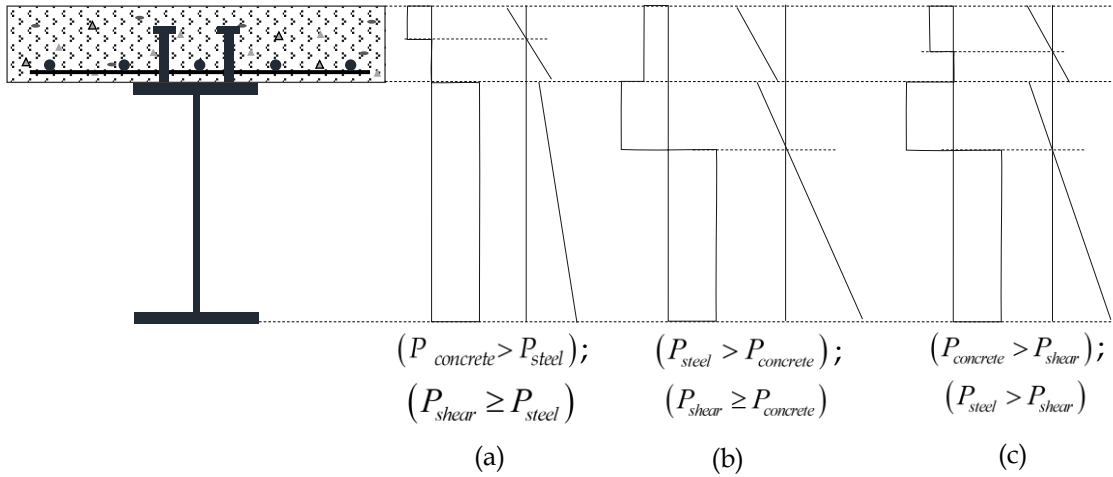 (P concrete > P steel); (P steel > P concrete); (P concrete > P shear);
(P shear ≥ P steel) (P shear ≥ P concrete) (P steel > P shear)
(a) (b) (c)